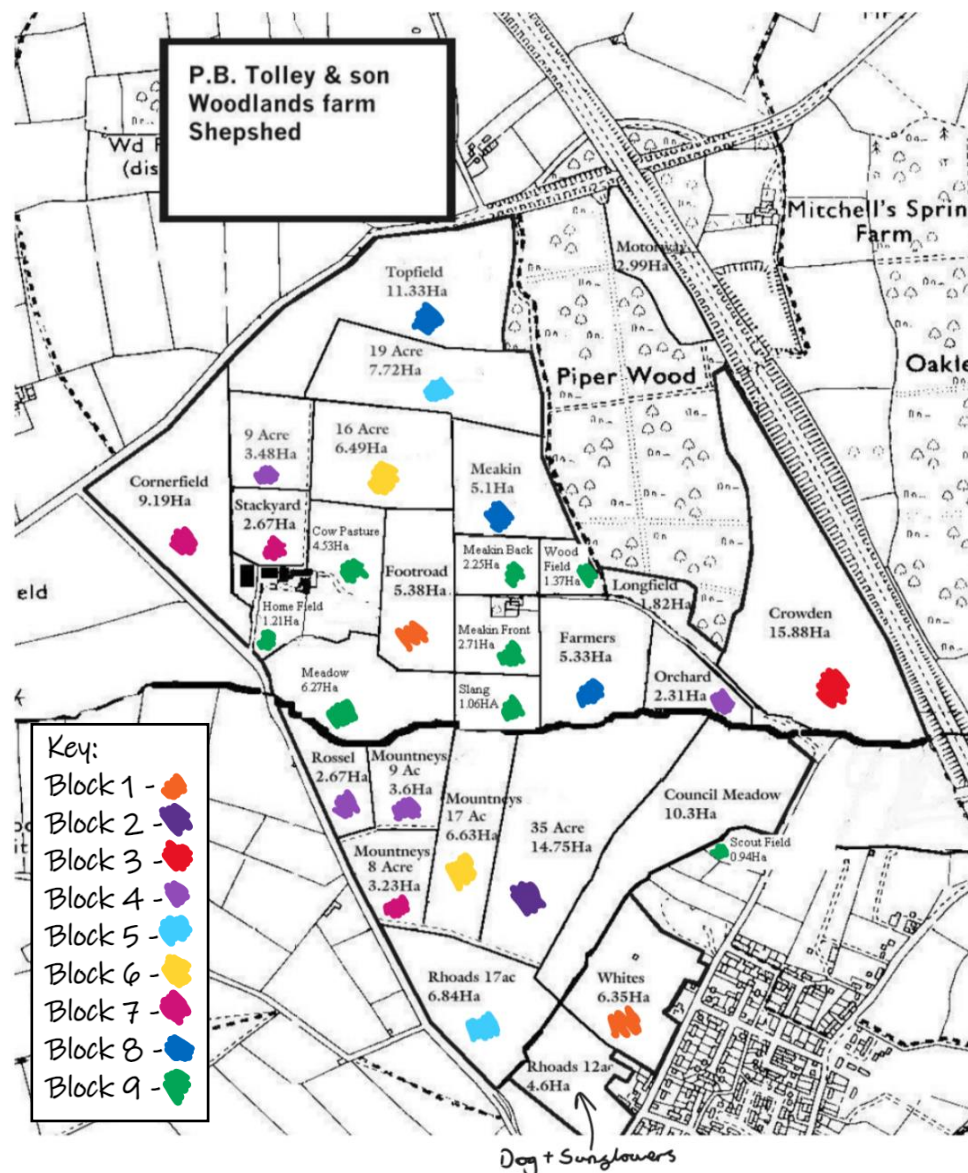 P.B. Tolley & son
Woodlands farm
Shepshed
(dis
Mitchell's Sprin
Farm
Motorway
2.99Ha
Topfield
11.33Ha
19 Acre
7.72Ha
Piper Wood
Oakle
9 Acre
3.48Ha
16 Acre
6.49Ha
Cornerfield
9.19Ha
Meakin
5.1Ha
Stackyard
2.67Ha
Cow Pasture
4.53Ha
Footroad
5.38Ha
Meakin Back
2.25Ha
Wood
Field
1.37Ha
Longfield
1.82Ha
eld
Home Field
1.21Ha
Meakin Front
2.71Ha
Farmers
5.33Ha
Crowden
15.88Ha
Meadow
6.27Ha
Slang
1.06HA
Orchard
2.31Ha
Key:
Block 1 -
Block 2 -
Block 3 -
Block 4 -
Block 5 -
Block 6 -
Block 7 -
Block 8 -
Block 9 -
Rossel
2.67Ha
Mountneys
9 Ac
3.6Ha
Mountneys
17 Ac
6.63Ha
35 Acre
14.75Ha
Council Meadow
10.3Ha
Scout Field
0.94Ha
Mountneys
8 Acre
3.23Ha
Rhoads 17ac
6.84Ha
Whites
6.35Ha
Rhoads 12ac
4.6Ha
Dog + Sunflowers